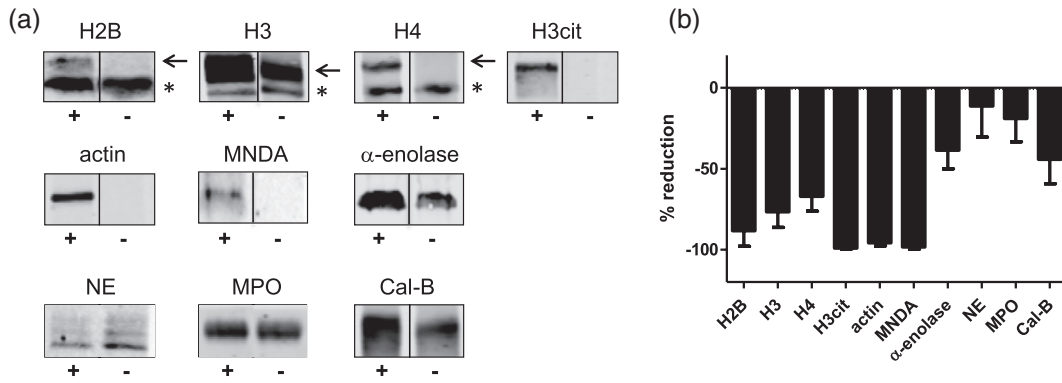 (a)
H2B H3 H4 H3cit
←
*
←
*
←
*
+ - + - + - + -
actin MNDA α-enolase
+ - + - + -
NE MPO Cal-B
+ - + - + -
(b)
0
-50
-100
% reduction
H2B
H3
H4
H3cit
actin
MNDA
α-enolase
NE
MPO
Cal-B